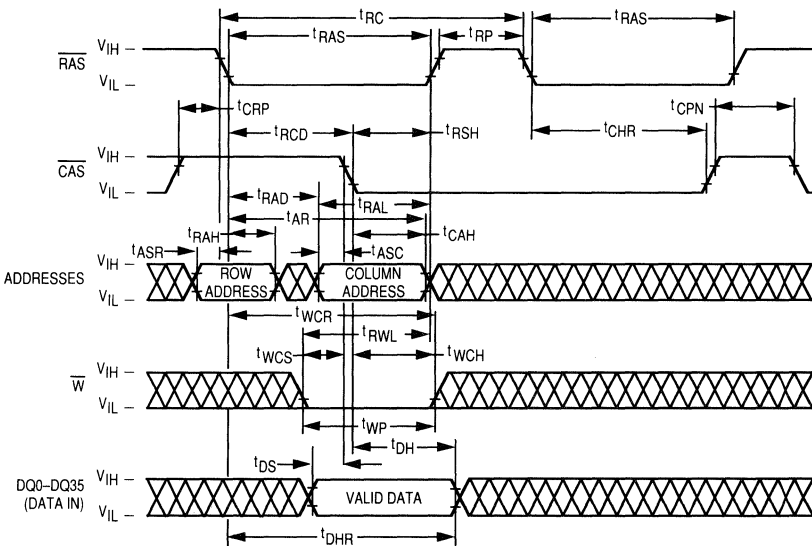 tRC
tRAS tRP tRAS
RAS VIH –
VIL –
tCRP tCPN
tRCD tRSH tCHR
CAS VIH –
VIL –
tRAD tRAL
tAR
tRAH tCAH
tASR tASC
ADDRESSES VIH –
VIL –
ROW ADDRESS
COLUMN ADDRESS
tWCR
tRWL
tWCS tWCH
W VIH –
VIL –
tWP
tDH
tDS
DQ0–DQ35 (DATA IN) VIH –
VIL –
VALID DATA
tDHR